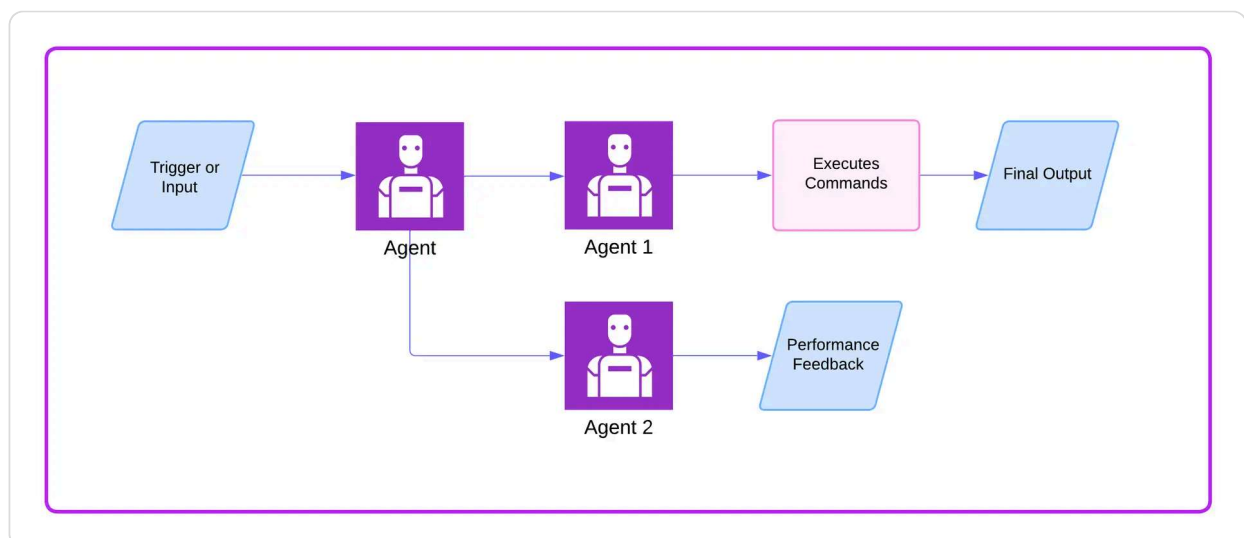 Trigger or
Input
Agent
Agent 1
Executes
Commands
Final Output
Agent 2
Performance
Feedback